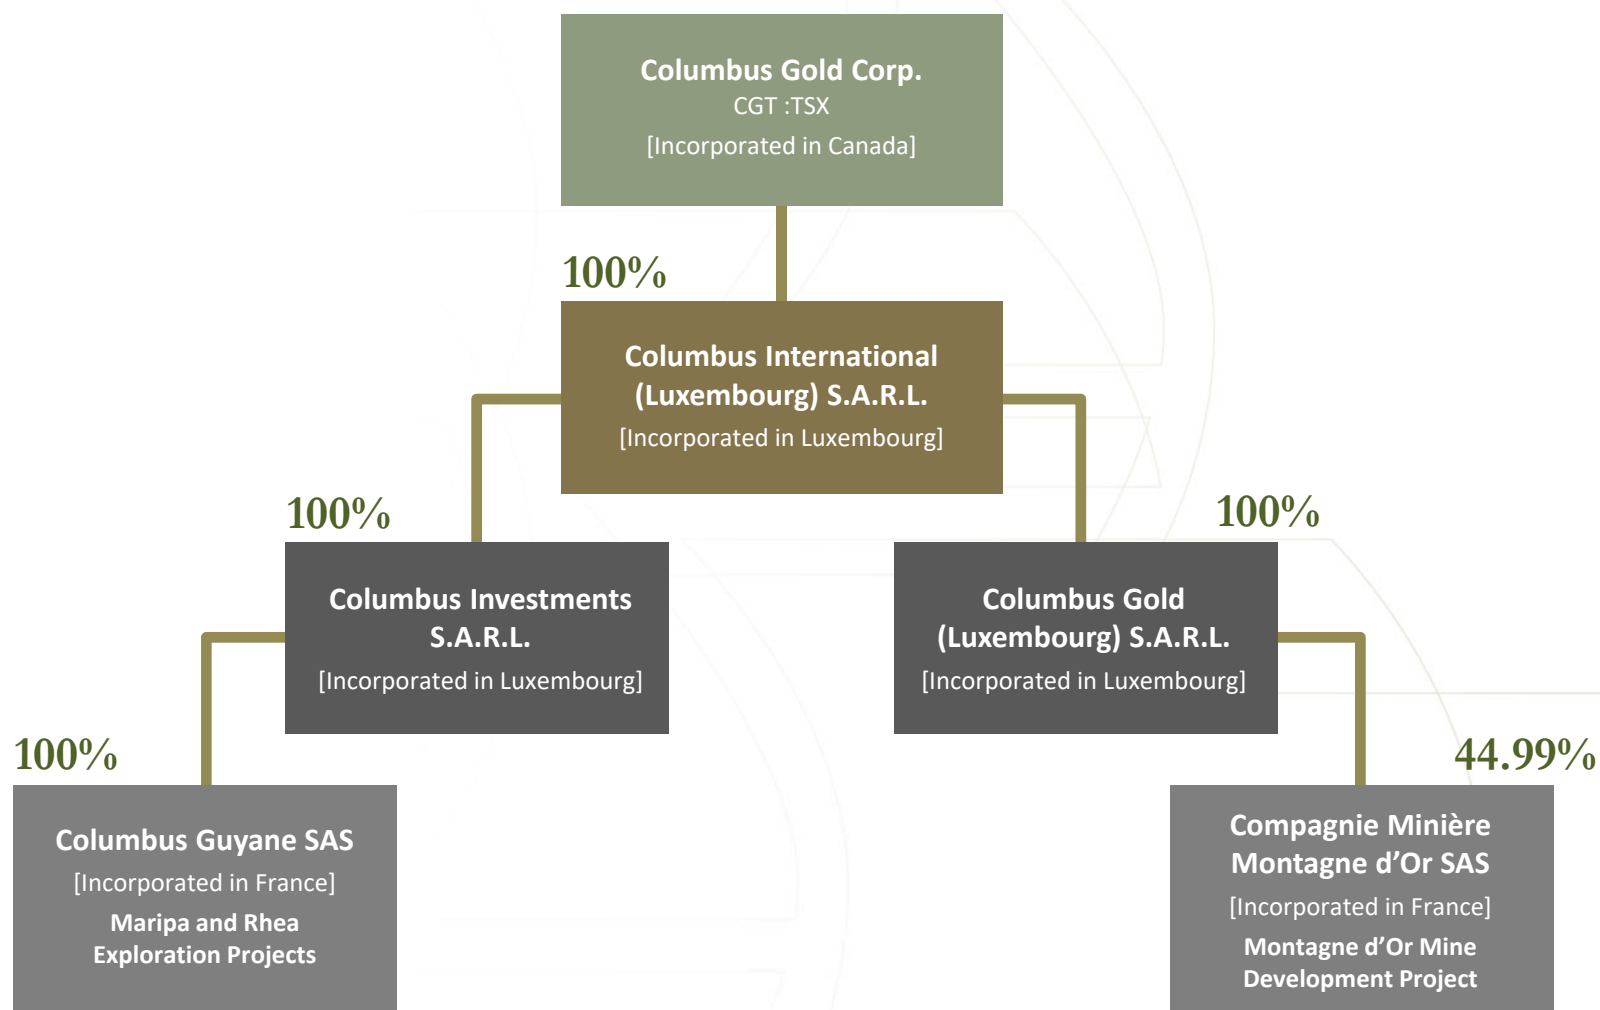 Columbus Gold Corp.
CGT :TSX
[Incorporated in Canada]
100%
Columbus International
(Luxembourg) S.A.R.L.
[Incorporated in Luxembourg]
100%
Columbus Investments
S.A.R.L.
[Incorporated in Luxembourg]
100%
Columbus Gold
(Luxembourg) S.A.R.L.
[Incorporated in Luxembourg]
100%
Columbus Guyane SAS
[Incorporated in France]
Maripa and Rhea
Exploration Projects
44.99%
Compagnie Minière
Montagne d’Or SAS
[Incorporated in France]
Montagne d’Or Mine
Development Project